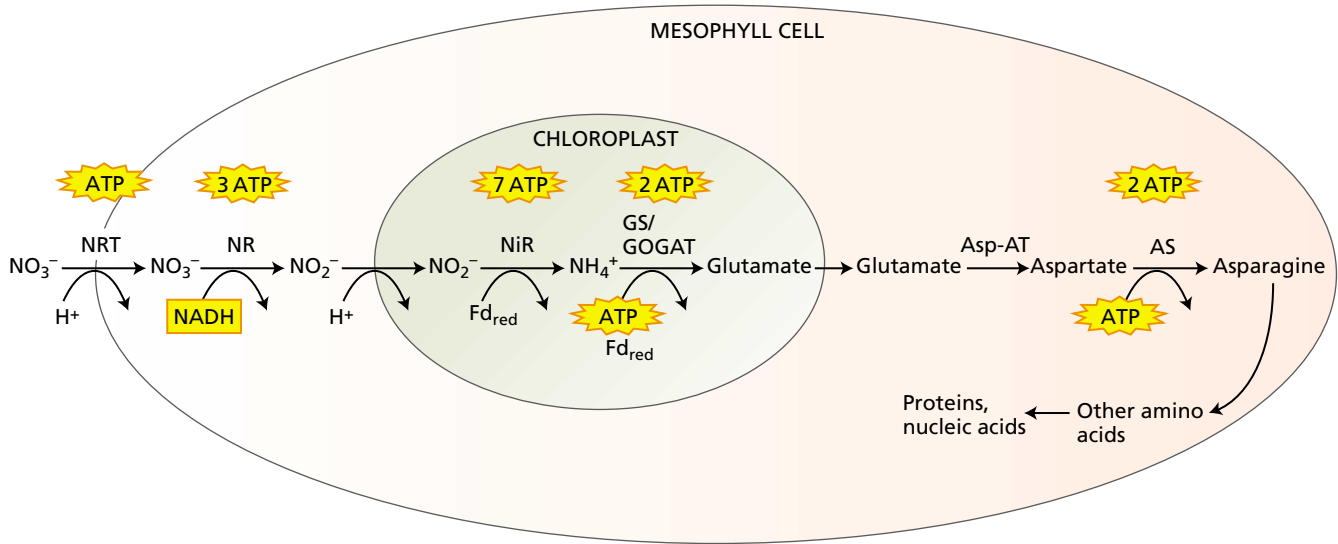 MESOPHYLL CELL
CHLOROPLAST
ATP
3 ATP
7 ATP
2 ATP
2 ATP
NRT
NR
NiR
GS/
GOGAT
Asp-AT
AS
NO₃⁻
NO₃⁻
NO₂⁻
NO₂⁻
NH₄⁺
Glutamate
Glutamate
Aspartate
Asparagine
H⁺
NADH
H⁺
Fd_red
ATP
Fd_red
ATP
Proteins,
nucleic acids
Other amino
acids